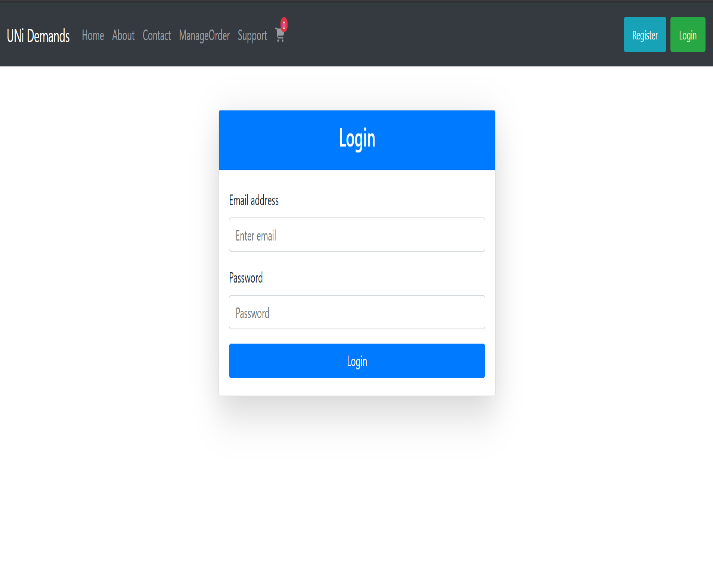 UNi Demands Home About Contact ManageOrder Support Register Login
Login
Email address
Enter email
Password
Password
Login